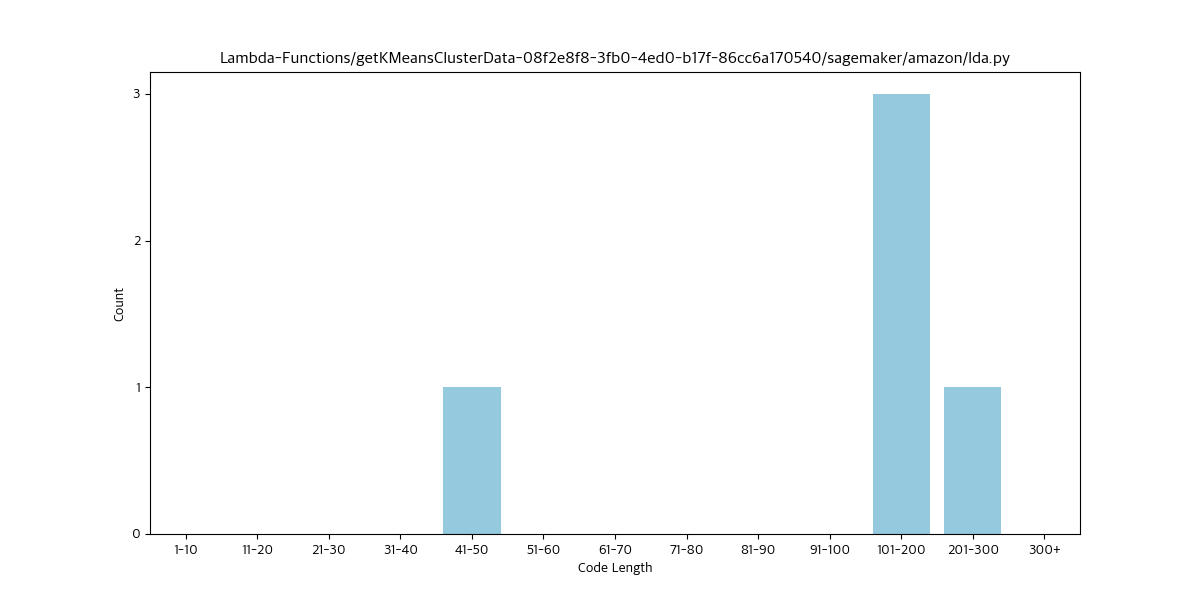 Lambda-Functions/getKMeansClusterData-08f2e8f8-3fb0-4ed0-b17f-86cc6a170540/sagemaker/amazon/lda.py
3
2
1
0
Count
1-10 11-20 21-30 31-40 41-50 51-60 61-70 71-80 81-90 91-100 101-200 201-300 300+
Code Length